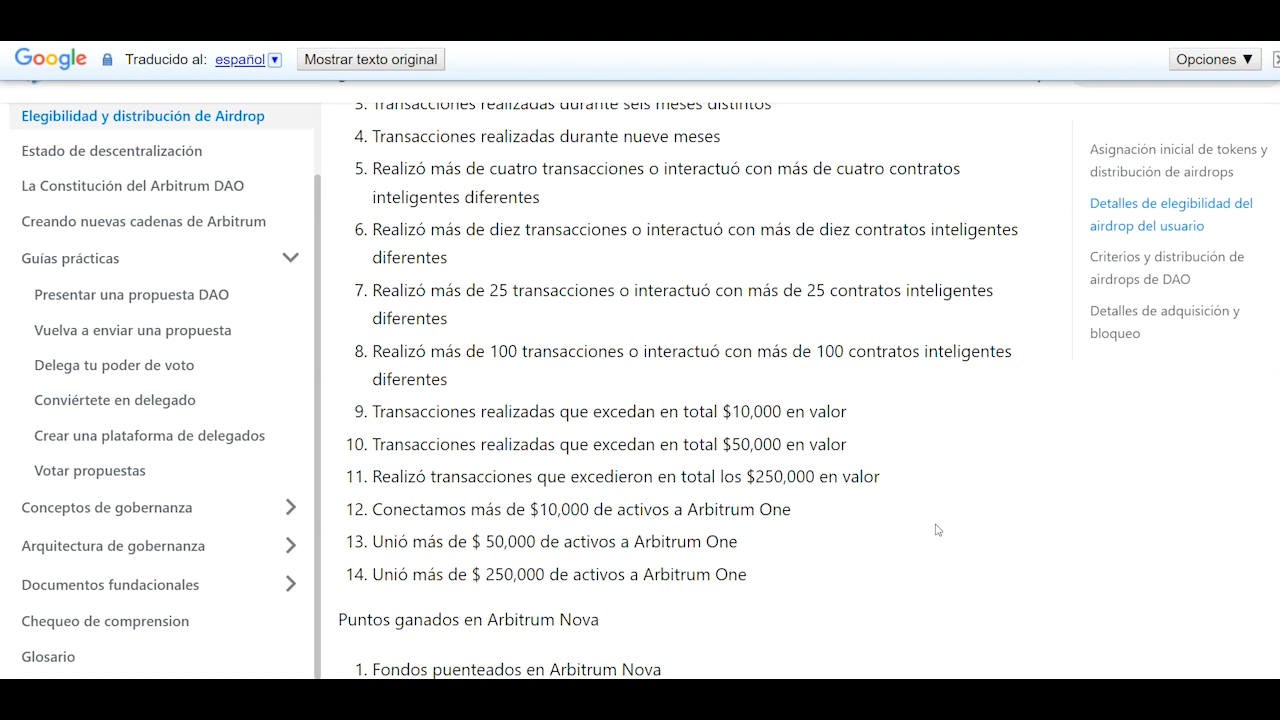 Google Traducido al: español Mostrar texto original Opciones ▼
Elegibilidad y distribución de Airdrop
Estado de descentralización
La Constitución del Arbitrum DAO
Creando nuevas cadenas de Arbitrum
Guías prácticas
Presentar una propuesta DAO
Vuelva a enviar una propuesta
Delega tu poder de voto
Conviértete en delegado
Crear una plataforma de delegados
Votar propuestas
Conceptos de gobernanza
Arquitectura de gobernanza
Documentos fundacionales
Chequeo de comprension
Glosario
3. Transacciones realizadas durante seis meses distintos
4. Transacciones realizadas durante nueve meses
5. Realizó más de cuatro transacciones o interactuó con más de cuatro contratos
inteligentes diferentes
6. Realizó más de diez transacciones o interactuó con más de diez contratos inteligentes
diferentes
7. Realizó más de 25 transacciones o interactuó con más de 25 contratos inteligentes
diferentes
8. Realizó más de 100 transacciones o interactuó con más de 100 contratos inteligentes
diferentes
9. Transacciones realizadas que excedan en total $10,000 en valor
10. Transacciones realizadas que excedan en total $50,000 en valor
11. Realizó transacciones que excedieron en total los $250,000 en valor
12. Conectamos más de $10,000 de activos a Arbitrum One
13. Unió más de $ 50,000 de activos a Arbitrum One
14. Unió más de $ 250,000 de activos a Arbitrum One
Puntos ganados en Arbitrum Nova
1. Fondos puenteados en Arbitrum Nova
Asignación inicial de tokens y
distribución de airdrops
Detalles de elegibilidad del
airdrop del usuario
Criterios y distribución de
airdrops de DAO
Detalles de adquisición y
bloqueo